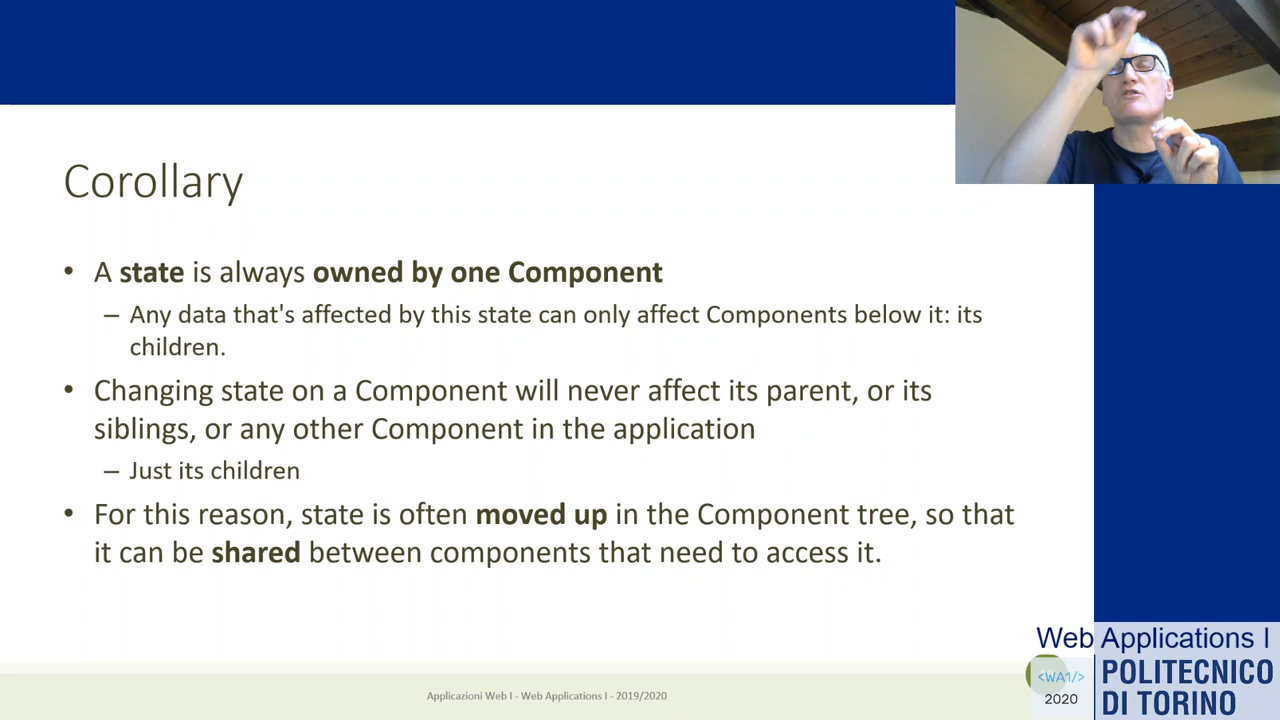 Corollary
• A state is always owned by one Component
– Any data that's affected by this state can only affect Components below it: its
children.
• Changing state on a Component will never affect its parent, or its
siblings, or any other Component in the application
– Just its children
• For this reason, state is often moved up in the Component tree, so that
it can be shared between components that need to access it.
Applicazioni Web I - Web Applications I - 2019/2020
Web Applications I
<WA1/>
2020
POLITECNICO
DI TORINO